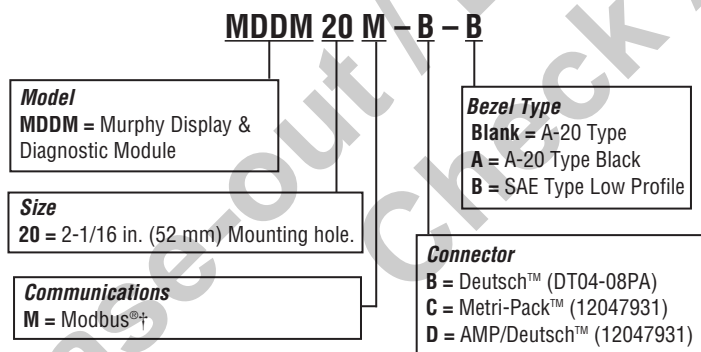 MDDM 20 M – B – B
Model
MDDM = Murphy Display &
Diagnostic Module
Size
20 = 2-1/16 in. (52 mm) Mounting hole.
Communications
M = Modbus®†
Bezel Type
Blank = A-20 Type
A = A-20 Type Black
B = SAE Type Low Profile
Connector
B = Deutsch™ (DT04-08PA)
C = Metri-Pack™ (12047931)
D = AMP/Deutsch™ (12047931)